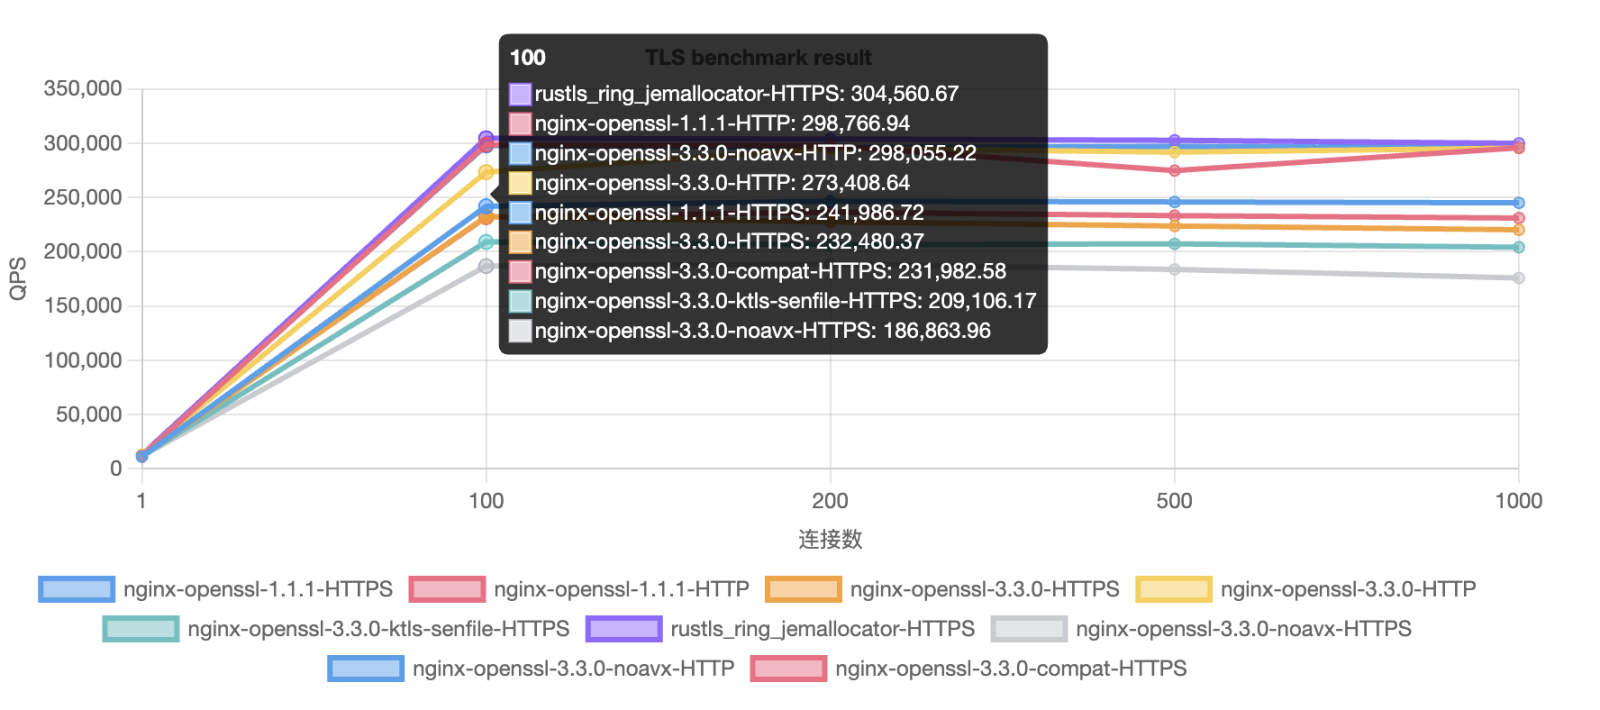 TLS benchmark result
100
rustls_ring_jemallocator-HTTPS: 304,560.67
nginx-openssl-1.1.1-HTTP: 298,766.94
nginx-openssl-3.3.0-noavx-HTTP: 298,055.22
nginx-openssl-3.3.0-HTTP: 273,408.64
nginx-openssl-1.1.1-HTTPS: 241,986.72
nginx-openssl-3.3.0-HTTPS: 232,480.37
nginx-openssl-3.3.0-compat-HTTPS: 231,982.58
nginx-openssl-3.3.0-ktls-senfile-HTTPS: 209,106.17
nginx-openssl-3.3.0-noavx-HTTPS: 186,863.96
QPS
350,000
300,000
250,000
200,000
150,000
100,000
50,000
0
1 100 200 500 1000
连接数
nginx-openssl-1.1.1-HTTPS nginx-openssl-1.1.1-HTTP nginx-openssl-3.3.0-HTTPS nginx-openssl-3.3.0-HTTP
nginx-openssl-3.3.0-ktls-senfile-HTTPS rustls_ring_jemallocator-HTTPS nginx-openssl-3.3.0-noavx-HTTPS
nginx-openssl-3.3.0-noavx-HTTP nginx-openssl-3.3.0-compat-HTTPS